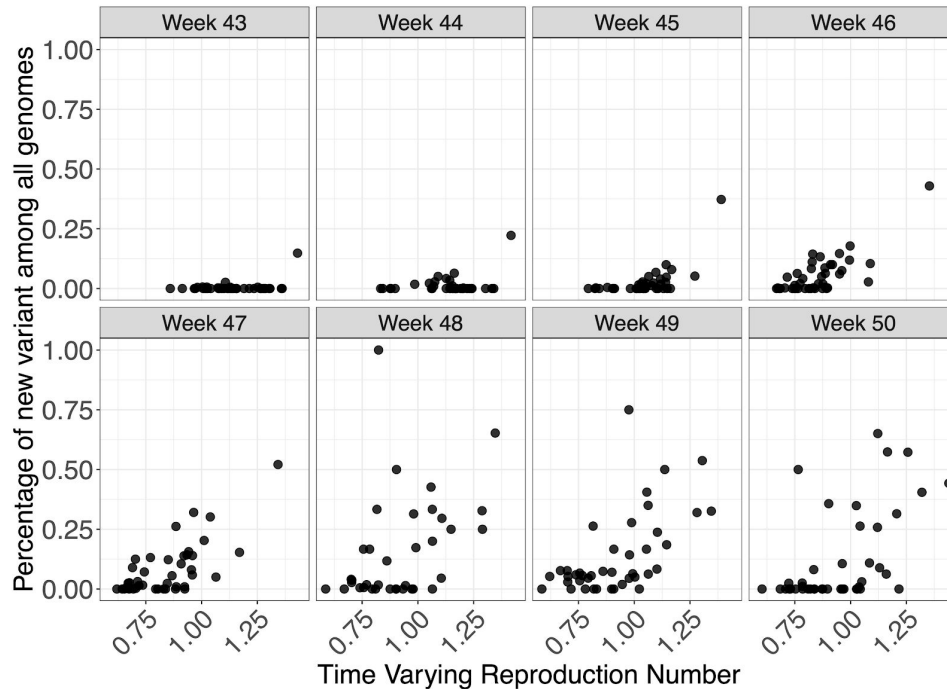 Week 43 Week 44 Week 45 Week 46
1.00
0.75
0.50
0.25
0.00
Week 47 Week 48 Week 49 Week 50
1.00
0.75
0.50
0.25
0.00
0.75 1.00 1.25 0.75 1.00 1.25 0.75 1.00 1.25 0.75 1.00 1.25
Time Varying Reproduction Number
Percentage of new variant among all genomes